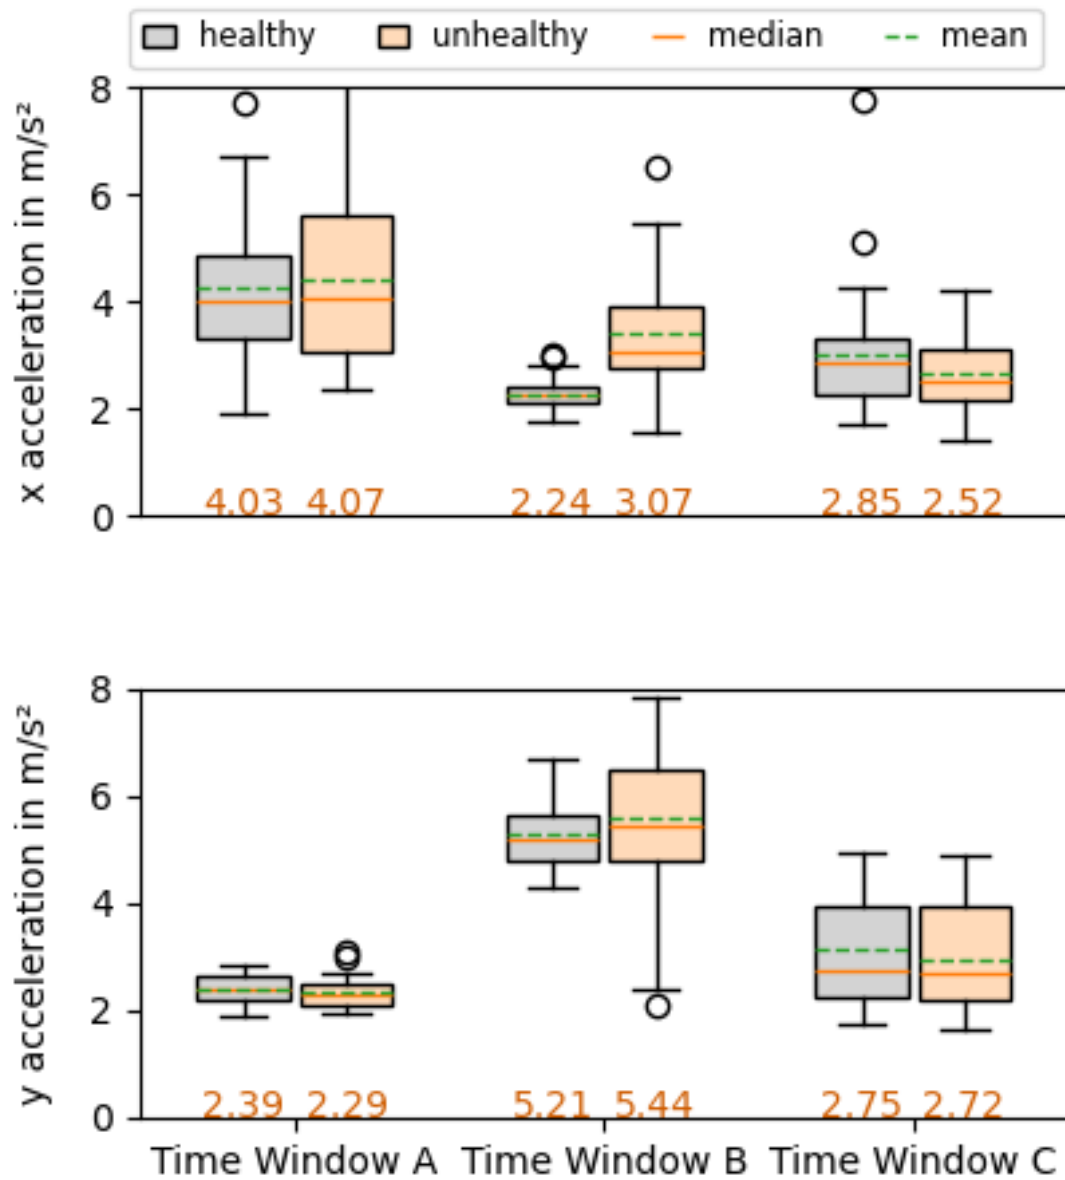 healthy unhealthy median mean
x acceleration in m/s²
8
6
4
2
0
4.03 4.07 2.24 3.07 2.85 2.52
y acceleration in m/s²
8
6
4
2
0
2.39 2.29 5.21 5.44 2.75 2.72
Time Window A Time Window B Time Window C